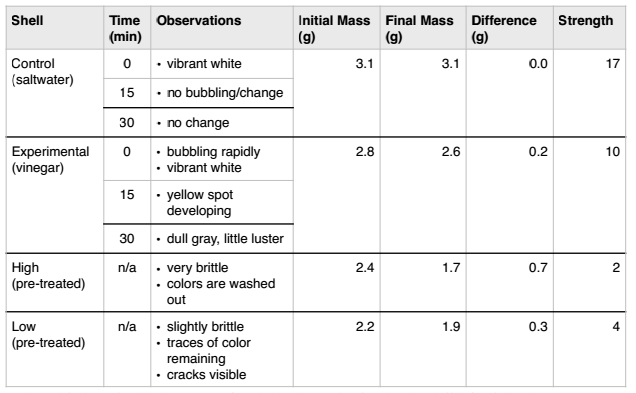 Shell Time (min) Observations Initial Mass (g) Final Mass (g) Difference (g) Strength
Control (saltwater) 0 • vibrant white 3.1 3.1 0.0 17
15 • no bubbling/change
30 • no change
Experimental (vinegar) 0 • bubbling rapidly 2.8 2.6 0.2 10
• vibrant white
15 • yellow spot
developing
30 • dull gray, little luster
High (pre-treated) n/a • very brittle 2.4 1.7 0.7 2
• colors are washed
out
Low (pre-treated) n/a • slightly brittle 2.2 1.9 0.3 4
• traces of color
remaining
• cracks visible